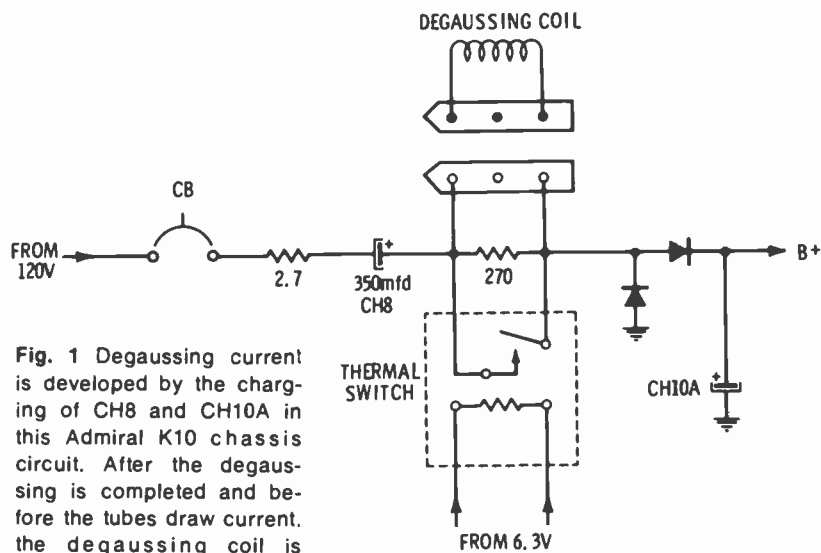 DEGAUSSING COIL
CB
FROM
120V
2.7
+
350mfd
CH8
270
B+
THERMAL
SWITCH
+
CH10A
FROM 6.3V
Fig. 1 Degaussing current
is developed by the charg-
ing of CH8 and CH10A in
this Admiral K10 chassis
circuit. After the degaus-
sing is completed and be-
fore the tubes draw current,
the degaussing coil is